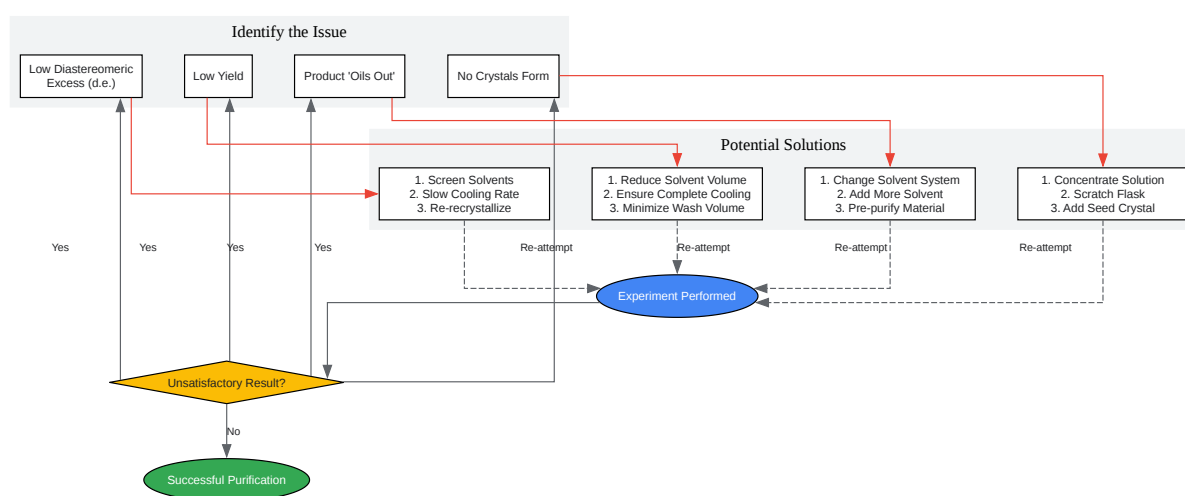 Identify the Issue
Low Diastereomeric
Excess (d.e.)
Low Yield
Product 'Oils Out'
No Crystals Form
Potential Solutions
1. Screen Solvents
2. Slow Cooling Rate
3. Re-recrystallize
1. Reduce Solvent Volume
2. Ensure Complete Cooling
3. Minimize Wash Volume
1. Change Solvent System
2. Add More Solvent
3. Pre-purify Material
1. Concentrate Solution
2. Scratch Flask
3. Add Seed Crystal
Yes
Yes
Yes
Yes
Re-attempt
Re-attempt
Re-attempt
Re-attempt
Experiment Performed
Unsatisfactory Result?
No
Successful Purification